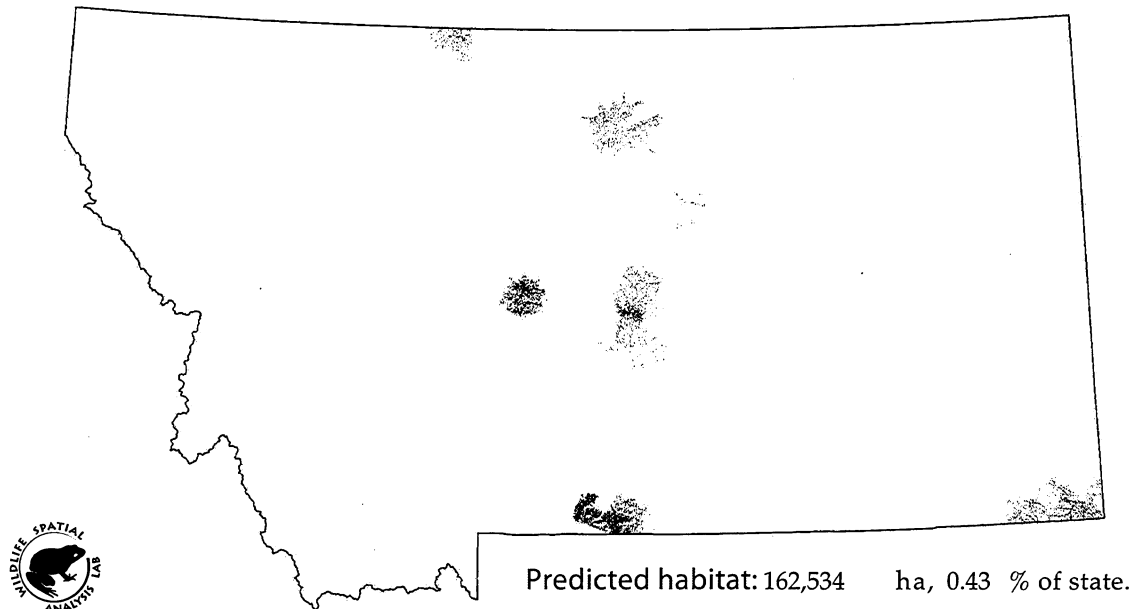 WILDLIFE SPATIAL ANALYSIS LAB
Predicted habitat: 162,534 ha, 0.43 % of state.